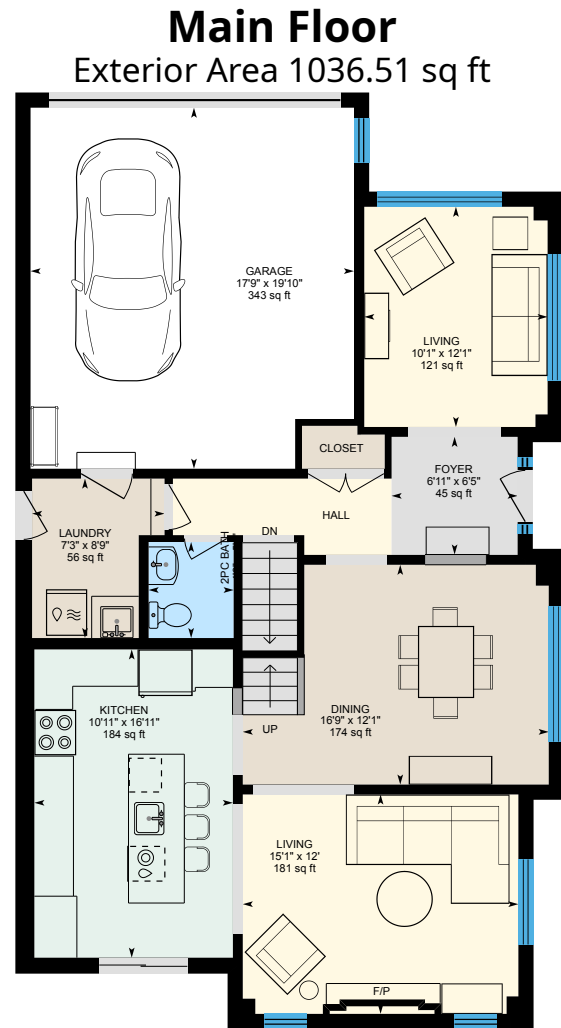 Main Floor
Exterior Area 1036.51 sq ft
GARAGE
17'9" x 19'10"
343 sq ft
LIVING
10'1" x 12'1"
121 sq ft
CLOSET
FOYER
6'11" x 6'5"
45 sq ft
HALL
LAUNDRY
7'3" x 8'9"
56 sq ft
DN
2PC BATH
KITCHEN
10'11" x 16'11"
184 sq ft
DINING
16'9" x 12'1"
174 sq ft
UP
LIVING
15'1" x 12'
181 sq ft
F/P